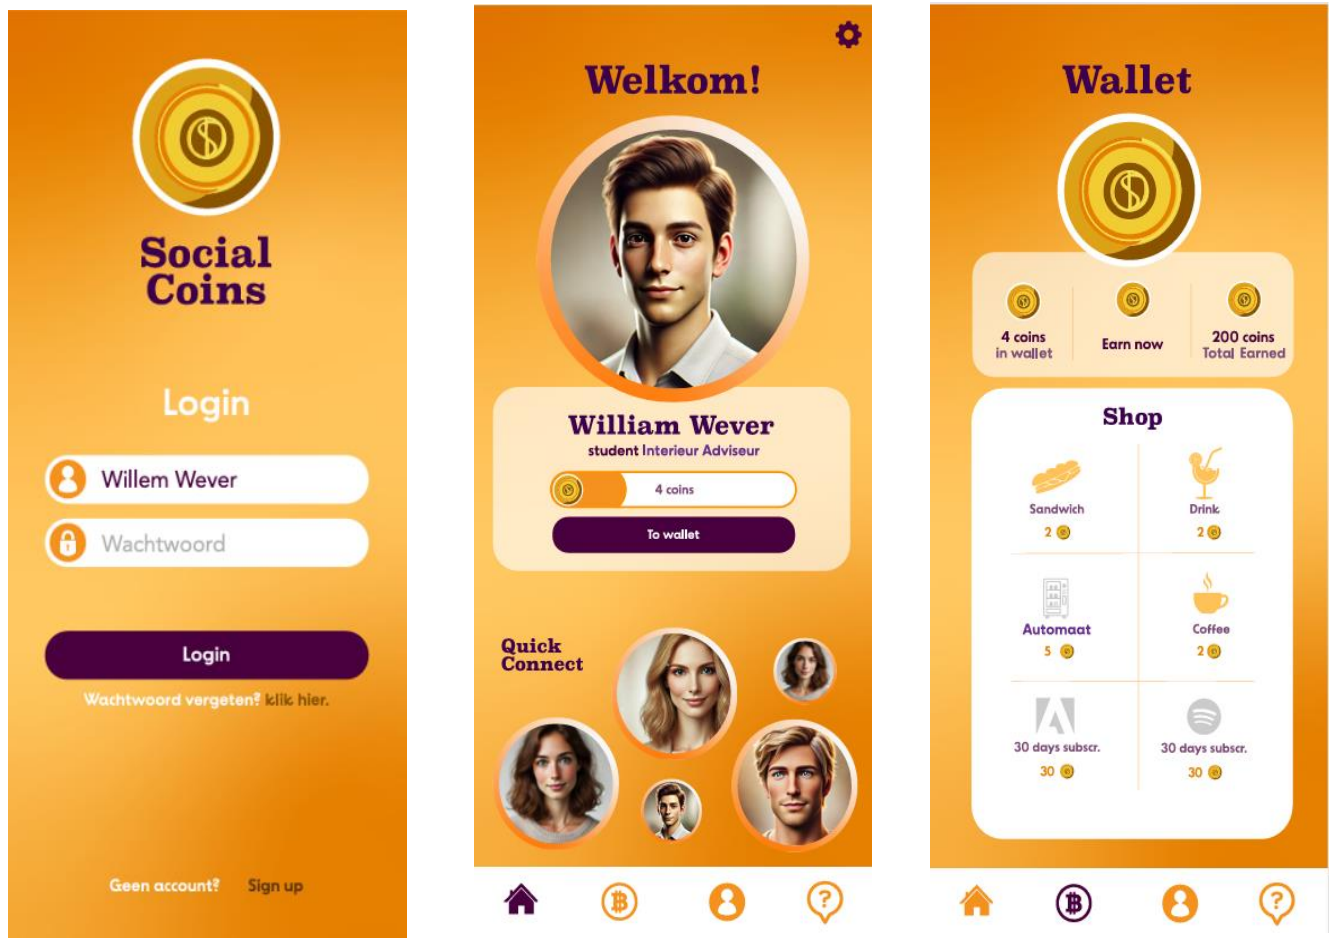 Social
Coins
Login
Willem Wever
Wachtwoord
Login
Wachtwoord vergeten? klik hier.
Geen account? Sign up
Welkom!
William Wever
student Interieur Adviseur
4 coins
To wallet
Quick
Connect
Wallet
4 coins
in wallet
Earn now
200 coins
Total Earned
Shop
Sandwich
2
Drink
2
Automaat
5
Coffee
2
30 days subscr.
30
30 days subscr.
30